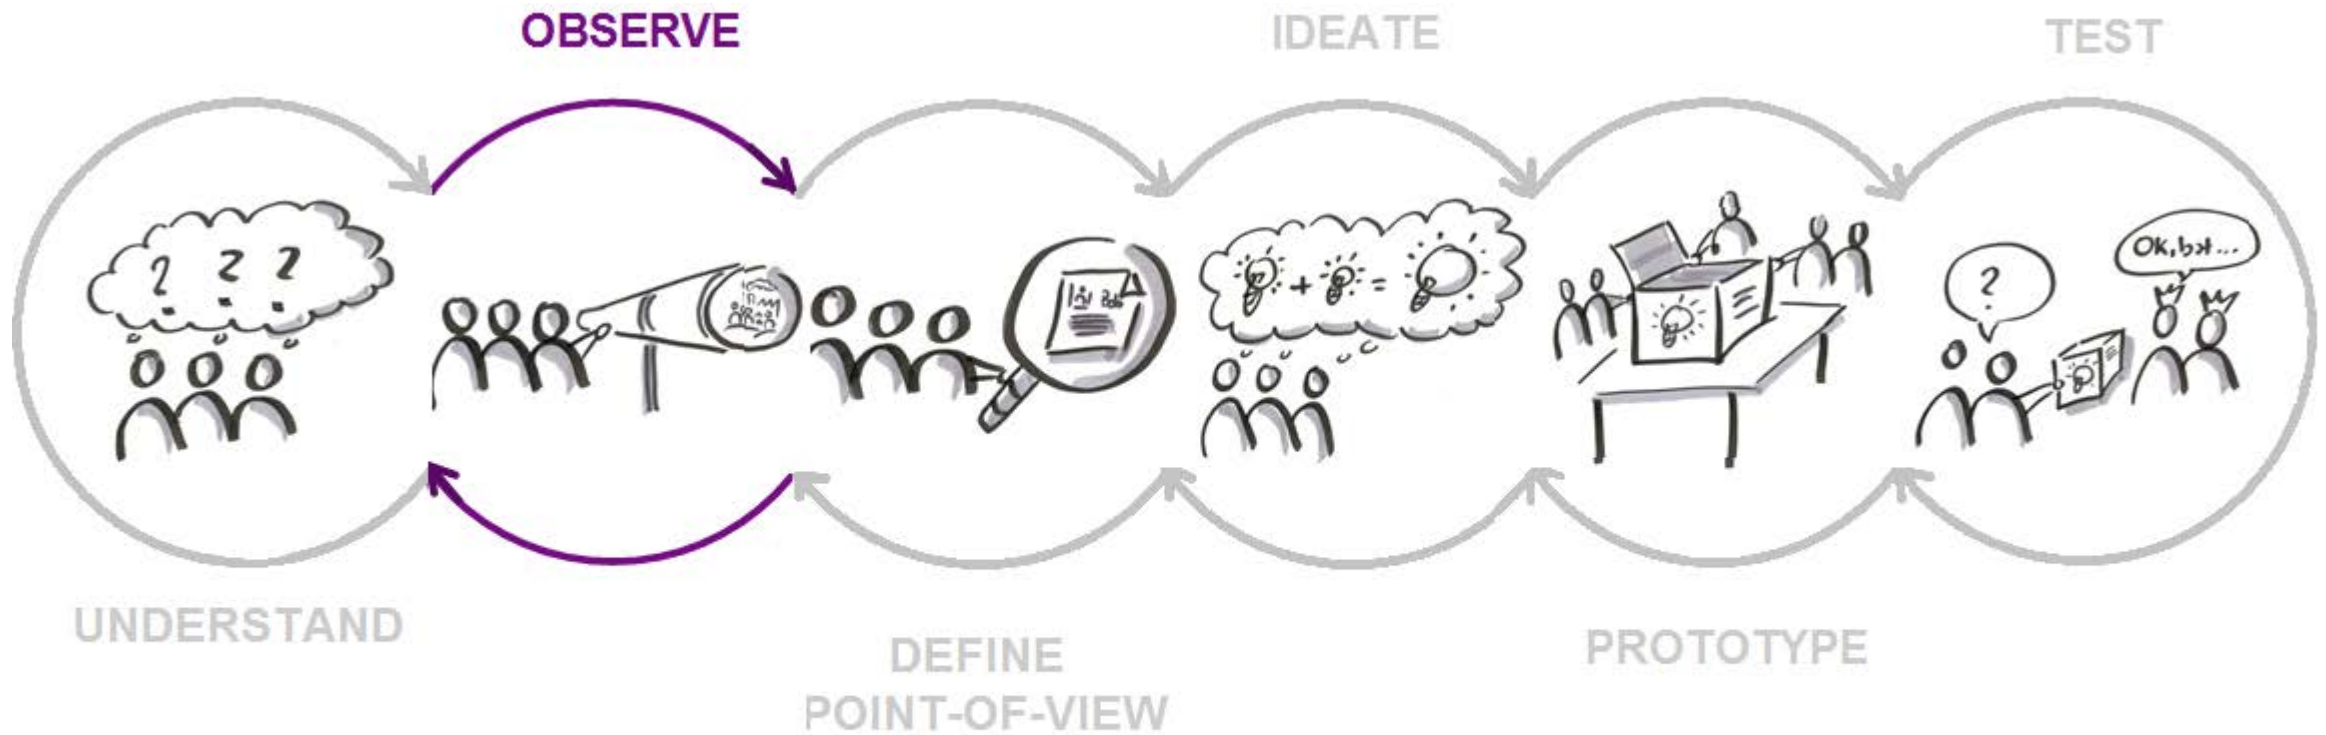 OBSERVE
IDEATE
TEST
? ? ?
+ =
?
Ok, but...
UNDERSTAND
DEFINE
POINT-OF-VIEW
PROTOTYPE